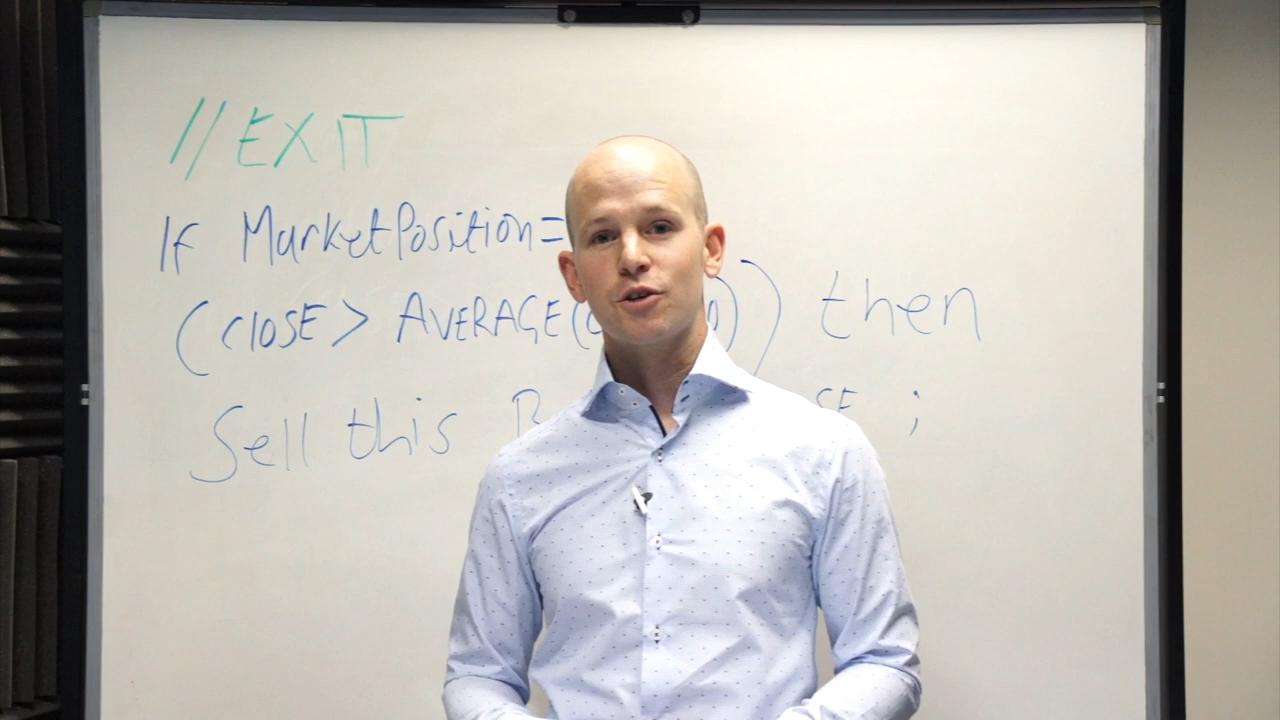 //EXIT
If MarketPosition=
(CLOSE> AVERAGE( )) then
Sell this ;